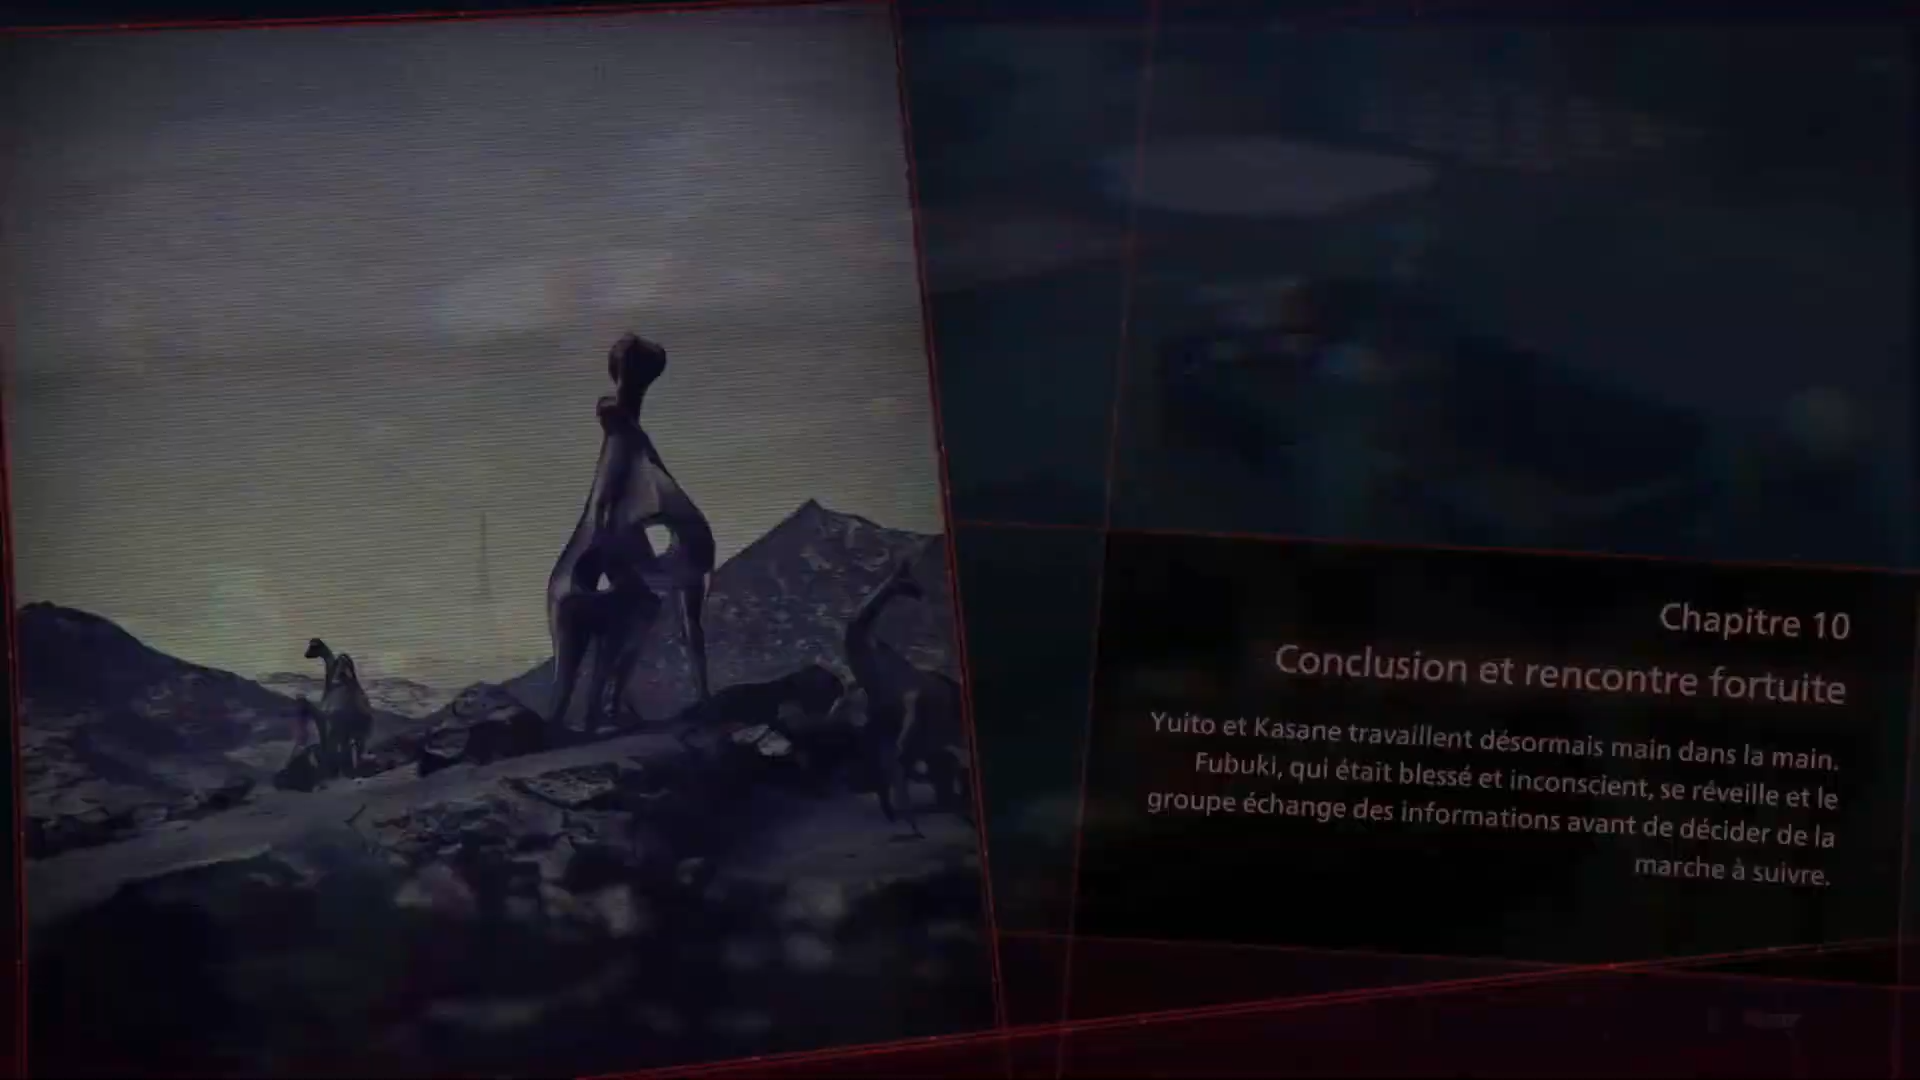 Chapitre 10
Conclusion et rencontre fortuite
Yuito et Kasane travaillent désormais main dans la main.
Fubuki, qui était blessé et inconscient, se réveille et le
groupe échange des informations avant de décider de la
marche à suivre.